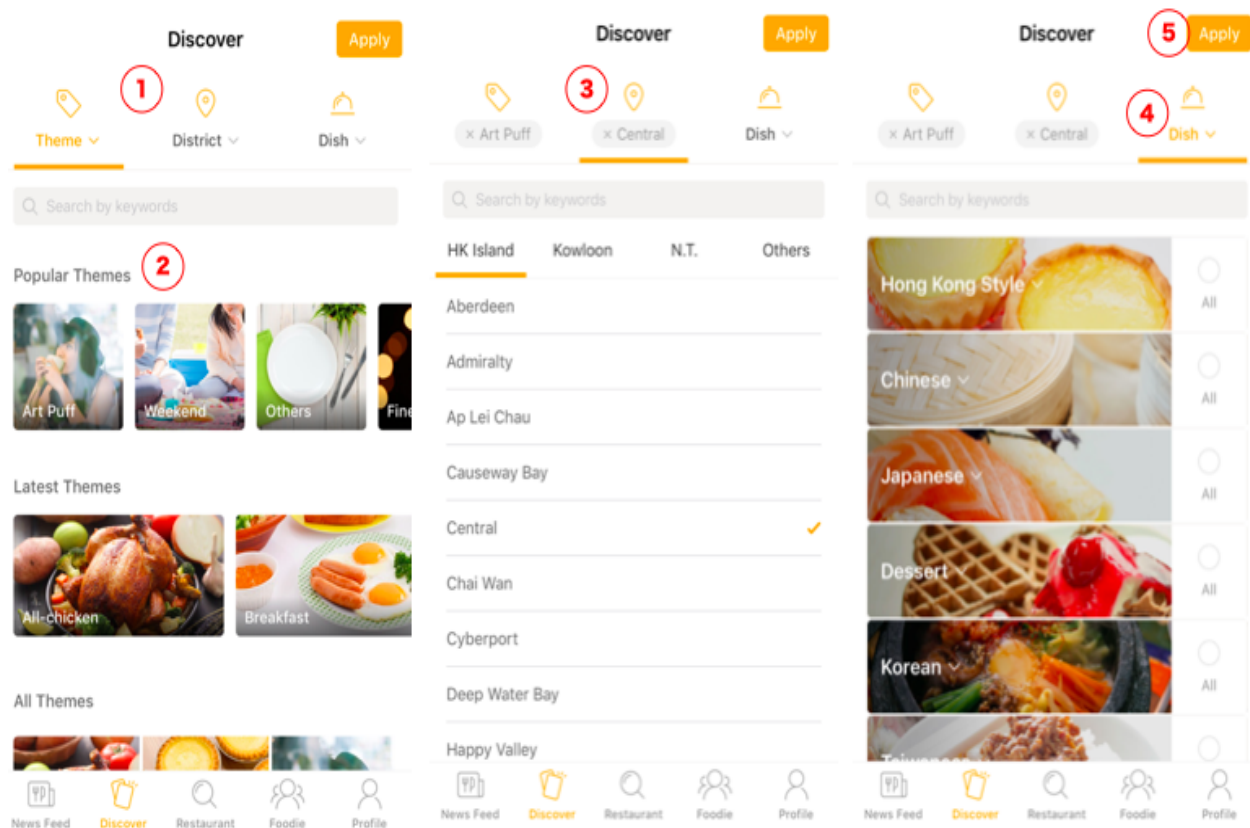 Discover
Apply
1
Theme
District
Dish
Search by keywords
Popular Themes
2
Art Puff
Weekend
Others
Fine
Latest Themes
All-chicken
Breakfast
All Themes
News Feed
Discover
Restaurant
Foodie
Profile
Discover
Apply
3
× Art Puff
× Central
Dish
Search by keywords
HK Island
Kowloon
N.T.
Others
Aberdeen
Admiralty
Ap Lei Chau
Causeway Bay
Central
Chai Wan
Cyberport
Deep Water Bay
Happy Valley
News Feed
Discover
Restaurant
Foodie
Profile
Discover
5
Apply
4
× Art Puff
× Central
Dish
Search by keywords
Hong Kong Style
All
Chinese
All
Japanese
All
Dessert
All
Korean
All
Taiwanese
News Feed
Discover
Restaurant
Foodie
Profile